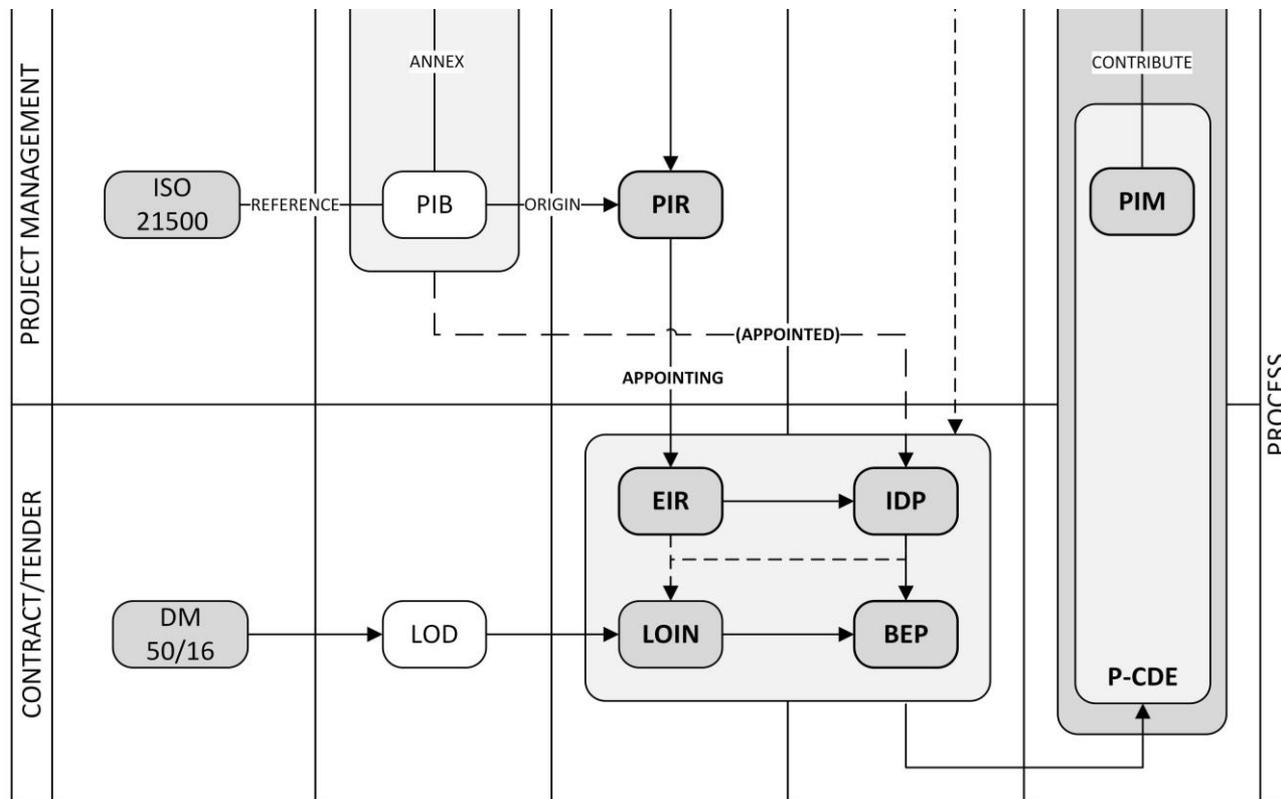 PROJECT MANAGEMENT
ANNEX
CONTRIBUTE
ISO
21500
REFERENCE
PIB
ORIGIN
PIR
PIM
(APPOINTED)
APPOINTING
PROCESS
CONTRACT/TENDER
EIR
IDP
DM
50/16
LOD
LOIN
BEP
P-CDE